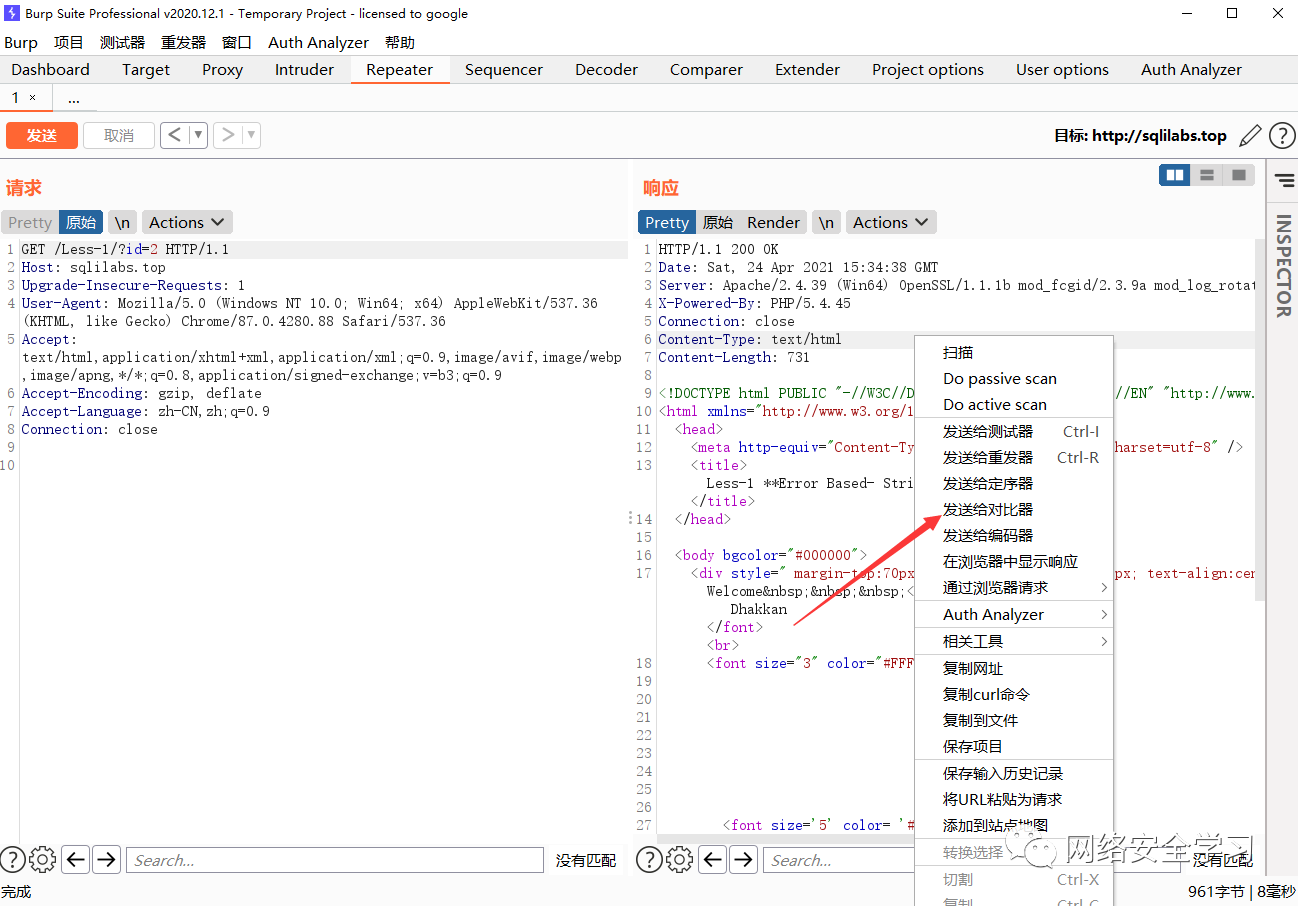 Burp Suite Professional v2020.12.1 - Temporary Project - licensed to google
Burp 项目 测试器 重发器 窗口 Auth Analyzer 帮助
Dashboard Target Proxy Intruder Repeater Sequencer Decoder Comparer Extender Project options User options Auth Analyzer
1 × ...
发送 取消 < ▼ > ▼ 目标: http://sqlilabs.top ?
请求
Pretty 原始 \n Actions
1 GET /Less-1/?id=2 HTTP/1.1
2 Host: sqlilabs.top
3 Upgrade-Insecure-Requests: 1
4 User-Agent: Mozilla/5.0 (Windows NT 10.0; Win64; x64) AppleWebKit/537.36
(KHTML, like Gecko) Chrome/87.0.4280.88 Safari/537.36
5 Accept:
text/html,application/xhtml+xml,application/xml;q=0.9,image/avif,image/webp
,image/apng,*/*;q=0.8,application/signed-exchange;v=b3;q=0.9
6 Accept-Encoding: gzip, deflate
7 Accept-Language: zh-CN,zh;q=0.9
8 Connection: close
9
10
? Search... 没有匹配
完成
响应
Pretty 原始 Render \n Actions
1 HTTP/1.1 200 OK
2 Date: Sat, 24 Apr 2021 15:34:38 GMT
3 Server: Apache/2.4.39 (Win64) OpenSSL/1.1.1b mod_fcgid/2.3.9a mod_log_rotat
4 X-Powered-By: PHP/5.4.45
5 Connection: close
6 Content-Type: text/html
7 Content-Length: 731
8
9 <!DOCTYPE html PUBLIC "-//W3C//D //EN" "http://www.
10 <html xmlns="http://www.w3.org/1
11 <head>
12 <meta http-equiv="Content-Ty harset=utf-8" />
13 <title>
Less-1 **Error Based- Stri
</title>
14 </head>
15
16 <body bgcolor="#000000">
17 <div style=" margin-top:70px px; text-align:cen
Welcome&nbsp;&nbsp;&nbsp;<
Dhakkan
</font>
<br>
18 <font size="3" color="#FFF
19
20
21
22
23
24
25
26
27 <font size='5' color= '#
? Search... 没有匹配
961字节 | 8毫秒
INSPECTOR
扫描
Do passive scan
Do active scan
发送给测试器 Ctrl-I
发送给重发器 Ctrl-R
发送给定序器
发送给对比器
发送给编码器
在浏览器中显示响应
通过浏览器请求 >
Auth Analyzer >
相关工具 >
复制网址
复制curl命令
复制到文件
保存项目
保存输入历史记录
将URL粘贴为请求
添加到站点地图
转换选择
切割 Ctrl-X
复制 Ctrl-C
网络安全学习